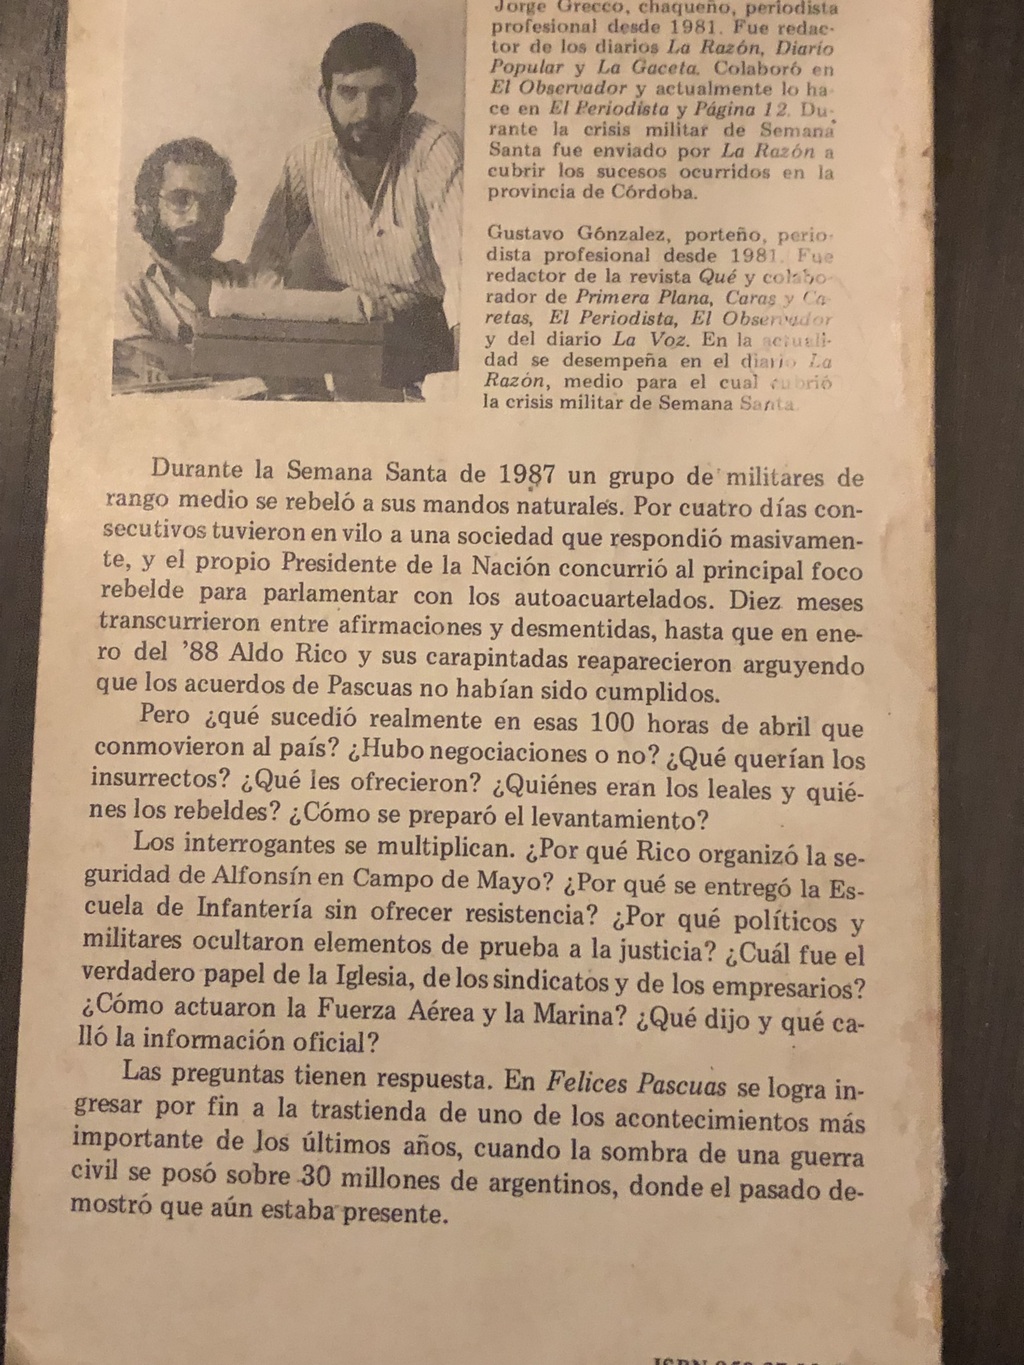 Jorge Grecco, chaqueño, periodista
profesional desde 1981. Fue redac-
tor de los diarios La Razón, Diario
Popular y La Gaceta. Colaboró en
El Observador y actualmente lo ha-
ce en El Periodista y Página 12. Du-
rante la crisis militar de Semana
Santa fue enviado por La Razón a
cubrir los sucesos ocurridos en la
provincia de Córdoba.
Gustavo Gónzalez, porteño, perio-
dista profesional desde 1981. Fue
redactor de la revista Qué y colabo-
rador de Primera Plana, Caras y Ca-
retas, El Periodista, El Observador
y del diario La Voz. En la actuali-
dad se desempeña en el diario La
Razón, medio para el cual cubrió
la crisis militar de Semana Santa.
Durante la Semana Santa de 1987 un grupo de militares de
rango medio se rebeló a sus mandos naturales. Por cuatro días con-
secutivos tuvieron en vilo a una sociedad que respondió masivamen-
te, y el propio Presidente de la Nación concurrió al principal foco
rebelde para parlamentar con los autoacuartelados. Diez meses
transcurrieron entre afirmaciones y desmentidas, hasta que en ene-
ro del '88 Aldo Rico y sus carapintadas reaparecieron arguyendo
que los acuerdos de Pascuas no habían sido cumplidos.
Pero ¿qué sucedió realmente en esas 100 horas de abril que
conmovieron al país? ¿Hubo negociaciones o no? ¿Qué querían los
insurrectos? ¿Qué les ofrecieron? ¿Quiénes eran los leales y quié-
nes los rebeldes? ¿Cómo se preparó el levantamiento?
Los interrogantes se multiplican. ¿Por qué Rico organizó la se-
guridad de Alfonsín en Campo de Mayo? ¿Por qué se entregó la Es-
cuela de Infantería sin ofrecer resistencia? ¿Por qué políticos y
militares ocultaron elementos de prueba a la justicia? ¿Cuál fue el
verdadero papel de la Iglesia, de los sindicatos y de los empresarios?
¿Cómo actuaron la Fuerza Aérea y la Marina? ¿Qué dijo y qué ca-
lló la información oficial?
Las preguntas tienen respuesta. En Felices Pascuas se logra in-
gresar por fin a la trastienda de uno de los acontecimientos más
importante de los últimos años, cuando la sombra de una guerra
civil se posó sobre 30 millones de argentinos, donde el pasado de-
mostró que aún estaba presente.
ISBN